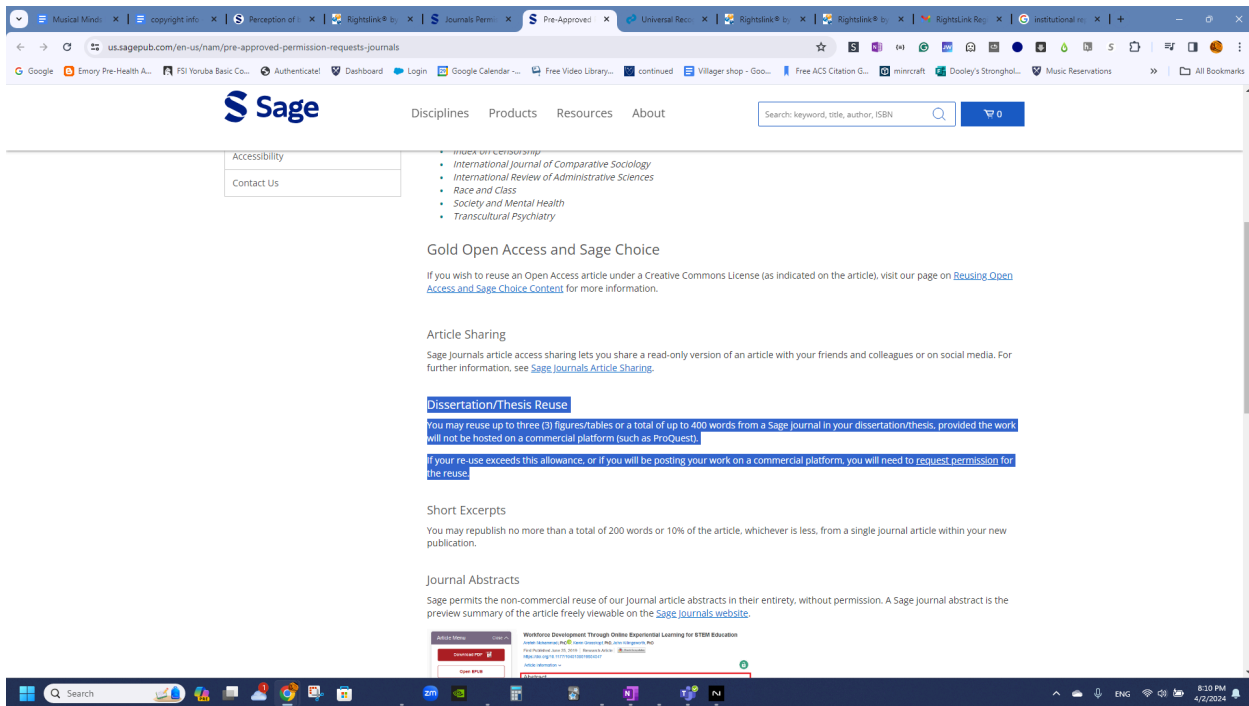 Musical Mind
copyright info
Perception of
Rightslink® by
Journals Permi
Pre-Approved
Universal Rece
Rightslink® by
Rightslink® by
RightsLink Rep
institutional re
us.sagepub.com/en-us/nam/pre-approved-permission-requests-journals
Google
Emory Pre-Health A...
FSI Yoruba Basic Co...
Authenticate!
Dashboard
Login
Google Calendar -...
Free Video Library...
continued
Villager shop - Goo...
Free ACS Citation G...
minrcraft
Dooley's Stronghol...
Music Reservations
»
All Bookmarks
Sage
Disciplines
Products
Resources
About
Search: keyword, title, author, ISBN
0
Accessibility
Contact Us
Index on Censorship
• International Journal of Comparative Sociology
• International Review of Administrative Sciences
• Race and Class
• Society and Mental Health
• Transcultural Psychiatry
Gold Open Access and Sage Choice
If you wish to reuse an Open Access article under a Creative Commons License (as indicated on the article), visit our page on Reusing Open
Access and Sage Choice Content for more information.
Article Sharing
Sage Journals article access sharing lets you share a read-only version of an article with your friends and colleagues or on social media. For
further information, see Sage Journals Article Sharing.
Dissertation/Thesis Reuse
You may reuse up to three (3) figures/tables or a total of up to 400 words from a Sage journal in your dissertation/thesis, provided the work
will not be hosted on a commercial platform (such as ProQuest).
If your re-use exceeds this allowance, or if you will be posting your work on a commercial platform, you will need to request permission for
the reuse.
Short Excerpts
You may republish no more than a total of 200 words or 10% of the article, whichever is less, from a single journal article within your new
publication.
Journal Abstracts
Sage permits the non-commercial reuse of our Journal article abstracts in their entirety, without permission. A Sage journal abstract is the
preview summary of the article freely viewable on the Sage Journals website.
Article Menu
Close
Download PDF
Open EPUB
Workforce Development Through Online Experiential Learning for STEM Education
Article information
Abstract
Search
zm
ENG
8:10 PM
4/2/2024